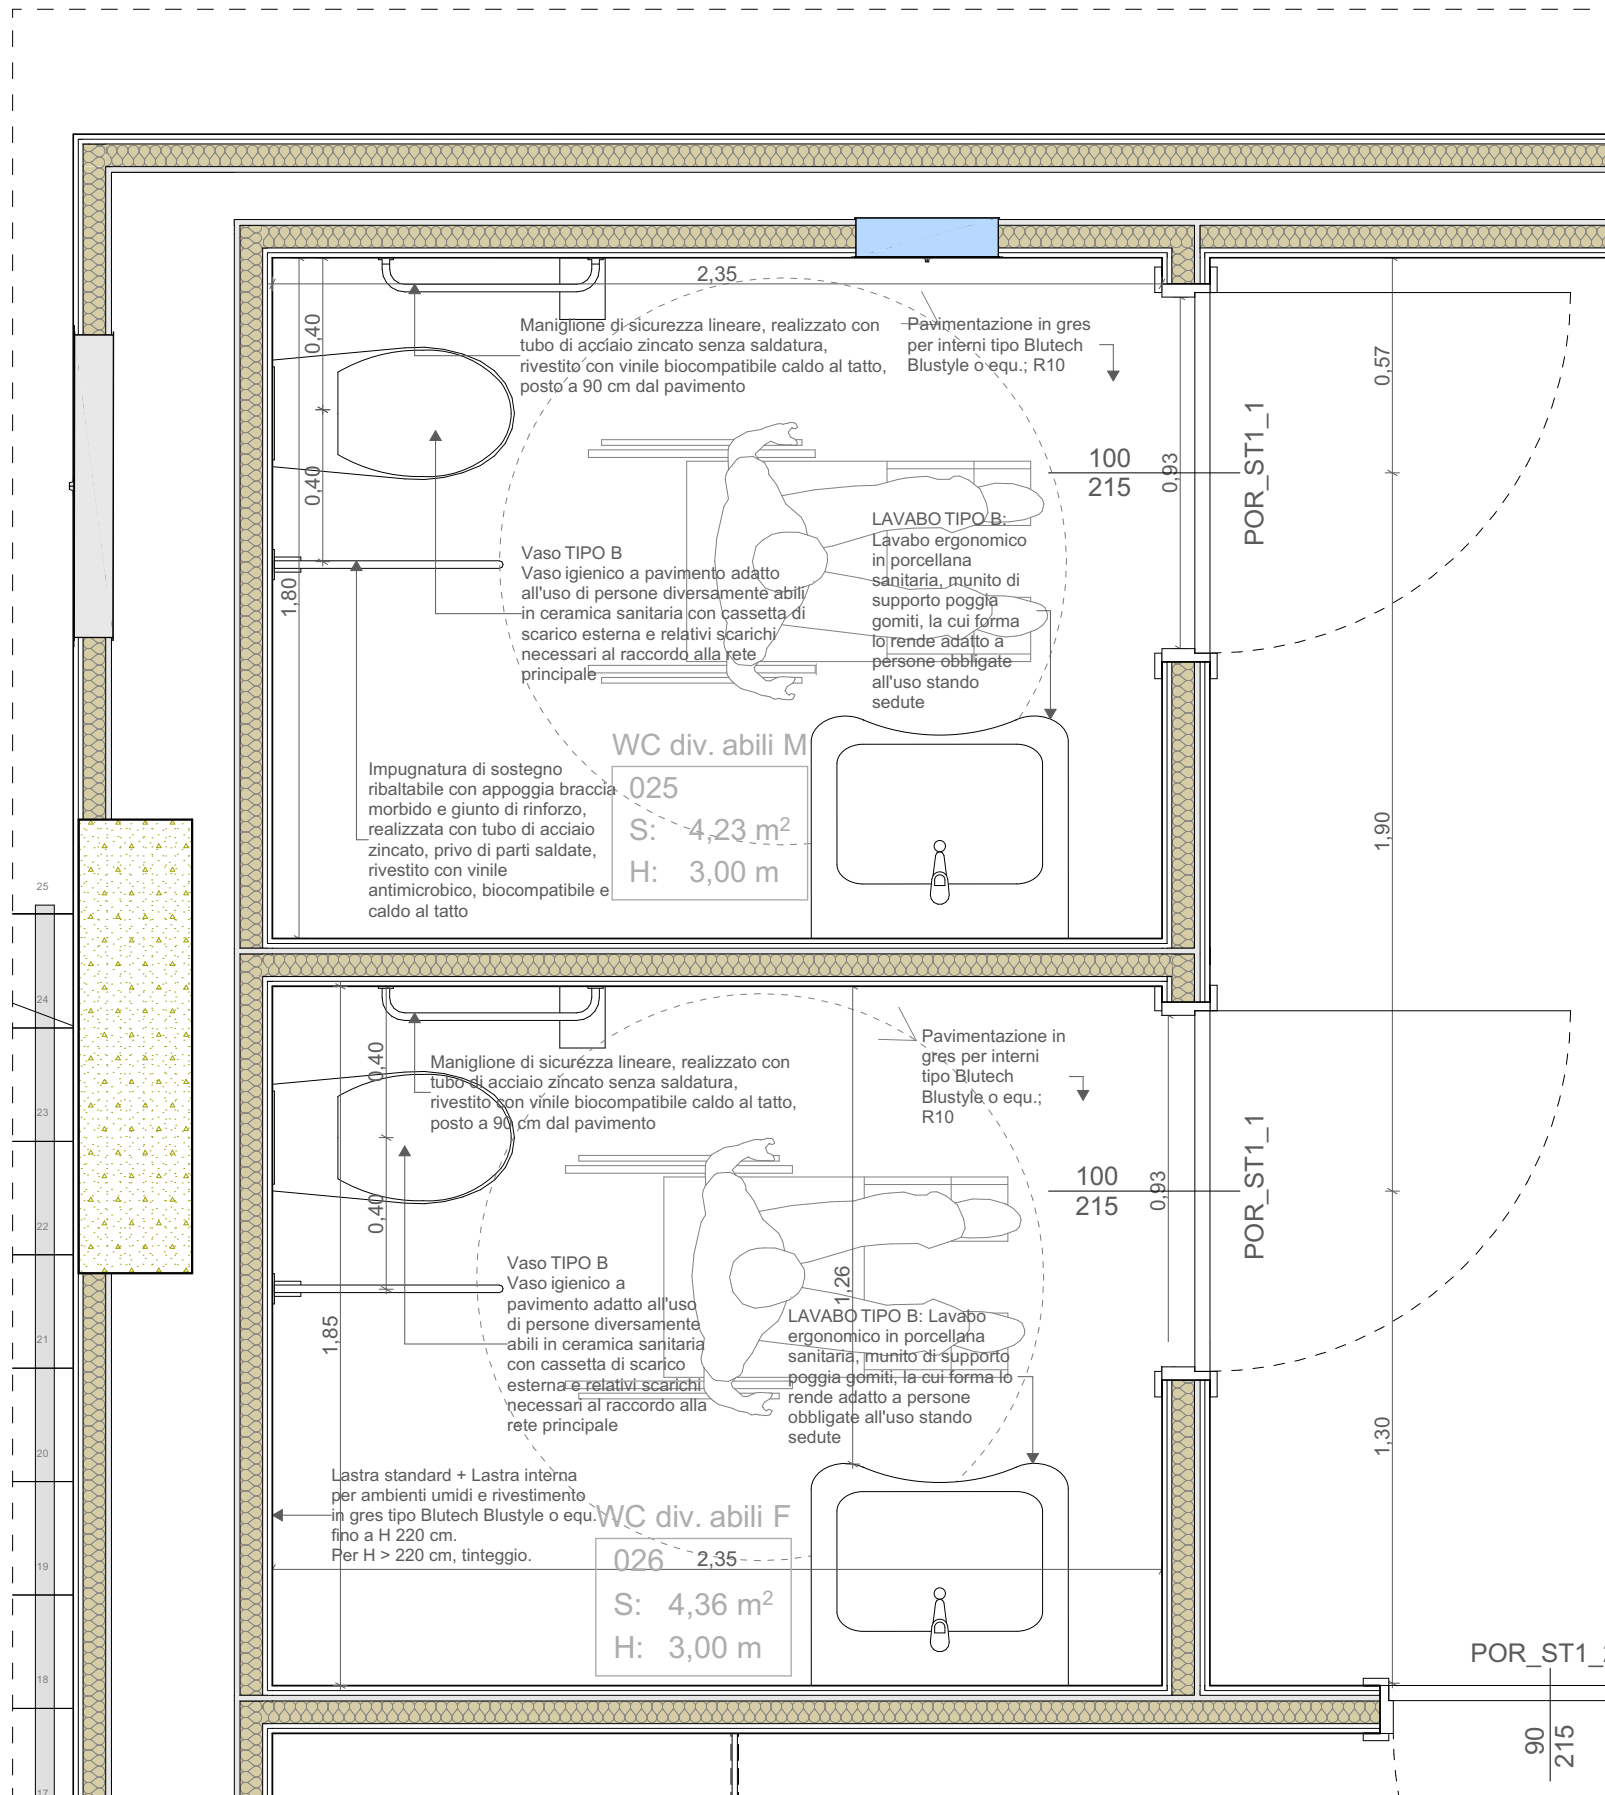 2,35
0,40
0,40
1,80
Maniglione di sicurezza lineare, realizzato con
tubo di acciaio zincato senza saldatura,
rivestito con vinile biocompatibile caldo al tatto,
posto a 90 cm dal pavimento
Pavimentazione in gres
per interni tipo Blutech
Blustyle o equ.; R10
100
215
0,93
POR_ST1_1
0,57
LAVABO TIPO B:
Lavabo ergonomico
in porcellana
sanitaria, munito di
supporto poggia
gomiti, la cui forma
lo rende adatto a
persone obbligate
all'uso stando
sedute
Vaso TIPO B
Vaso igienico a pavimento adatto
all'uso di persone diversamente abili
in ceramica sanitaria con cassetta di
scarico esterna e relativi scarichi
necessari al raccordo alla rete
principale
WC div. abili M
025
S: 4,23 m²
H: 3,00 m
Impugnatura di sostegno
ribaltabile con appoggia braccia
morbido e giunto di rinforzo,
realizzata con tubo di acciaio
zincato, privo di parti saldate,
rivestito con vinile
antimicrobico, biocompatibile e
caldo al tatto
1,90
25
24
23
22
21
20
19
18
17
0,40
0,40
1,85
Maniglione di sicurezza lineare, realizzato con
tubo di acciaio zincato senza saldatura,
rivestito con vinile biocompatibile caldo al tatto,
posto a 90 cm dal pavimento
Pavimentazione in
gres per interni
tipo Blutech
Blustyle o equ.;
R10
100
215
0,93
POR_ST1_1
1,26
Vaso TIPO B
Vaso igienico a
pavimento adatto all'uso
di persone diversamente
abili in ceramica sanitaria
con cassetta di scarico
esterna e relativi scarichi
necessari al raccordo alla
rete principale
LAVABO TIPO B: Lavabo
ergonomico in porcellana
sanitaria, munito di supporto
poggia gomiti, la cui forma lo
rende adatto a persone
obbligate all'uso stando
sedute
1,30
Lastra standard + Lastra interna
per ambienti umidi e rivestimento
in gres tipo Blutech Blustyle o equ.
fino a H 220 cm.
Per H > 220 cm, tinteggio.
WC div. abili F
026
2,35
S: 4,36 m²
H: 3,00 m
POR_ST1_2
90
215